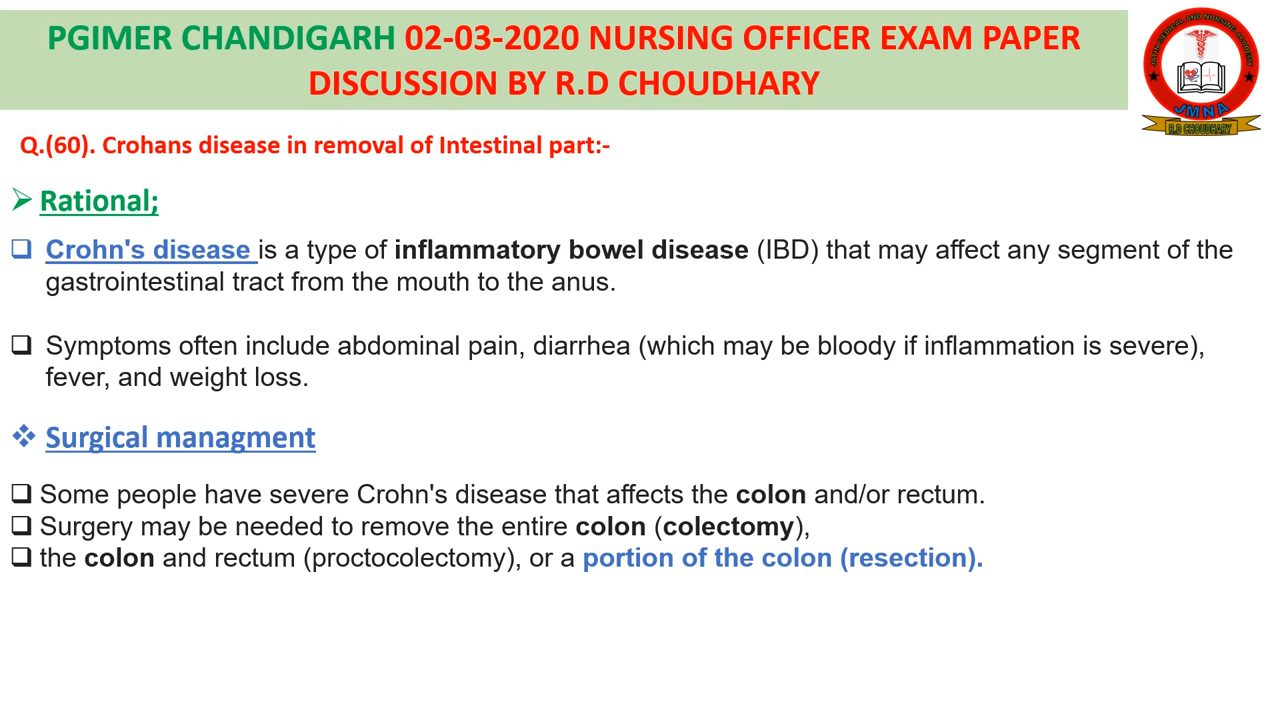 PGIMER CHANDIGARH 02-03-2020 NURSING OFFICER EXAM PAPER
DISCUSSION BY R.D CHOUDHARY
JMNA
R.D CHOUDHARY
Q.(60). Crohans disease in removal of Intestinal part:-
Rational;
Crohn's disease is a type of inflammatory bowel disease (IBD) that may affect any segment of the
gastrointestinal tract from the mouth to the anus.
Symptoms often include abdominal pain, diarrhea (which may be bloody if inflammation is severe),
fever, and weight loss.
Surgical managment
Some people have severe Crohn's disease that affects the colon and/or rectum.
Surgery may be needed to remove the entire colon (colectomy),
the colon and rectum (proctocolectomy), or a portion of the colon (resection).